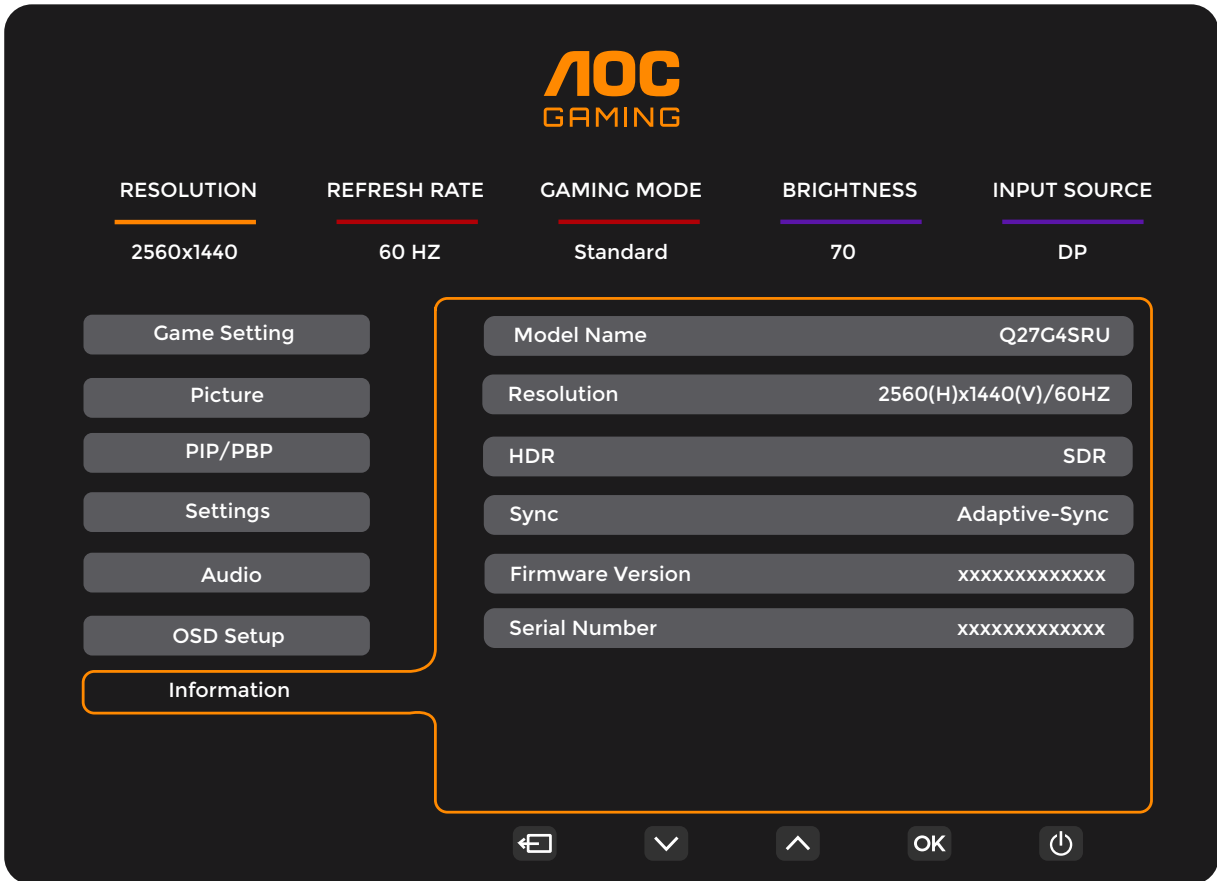 AOC
GAMING
RESOLUTION REFRESH RATE GAMING MODE BRIGHTNESS INPUT SOURCE
2560x1440 60 HZ Standard 70 DP
Game Setting
Picture
PIP/PBP
Settings
Audio
OSD Setup
Information
Model Name Q27G4SRU
Resolution 2560(H)x1440(V)/60HZ
HDR SDR
Sync Adaptive-Sync
Firmware Version xxxxxxxxxxxxx
Serial Number xxxxxxxxxxxxx
OK